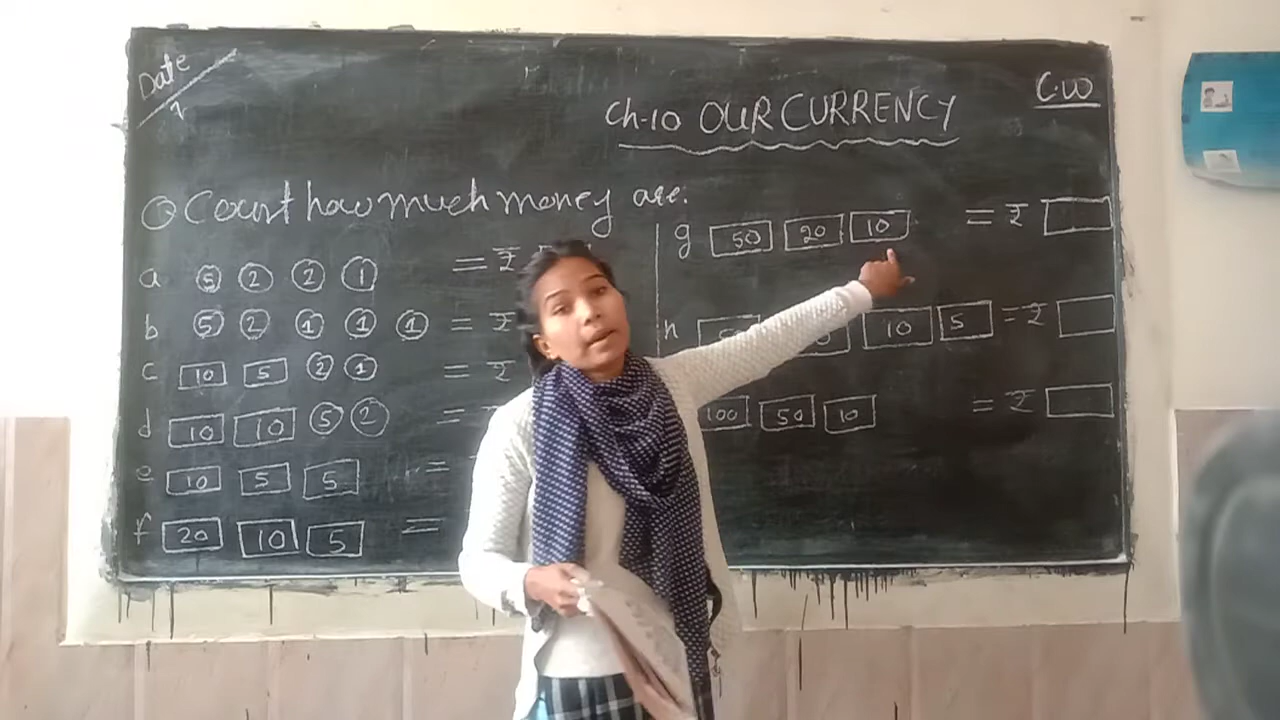 Date
Ch-10 OUR CURRENCY
C.W
Q Count how much money are:
a 5 2 2 1 = ₹
b 5 2 1 1 1 = ₹
c 10 5 2 1 = ₹
d 10 10 5 2 =
e 10 5 5 =
f 20 10 5 =
g 50 20 10 = ₹
h 10 5 = ₹
100 50 10 = ₹